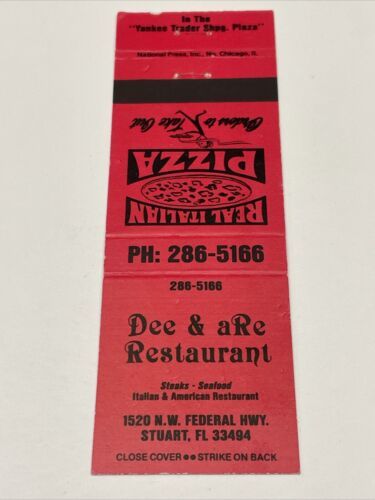 In The
"Yankee Trader Shpg. Plaza"
National Press, Inc., No. Chicago, Il.
Orders to Take Out
REAL ITALIAN
PIZZA
PH: 286-5166
286-5166
Dee & aRe
Restaurant
Steaks - Seafood
Italian & American Restaurant
1520 N.W. FEDERAL HWY.
STUART, FL 33494
CLOSE COVER ●● STRIKE ON BACK